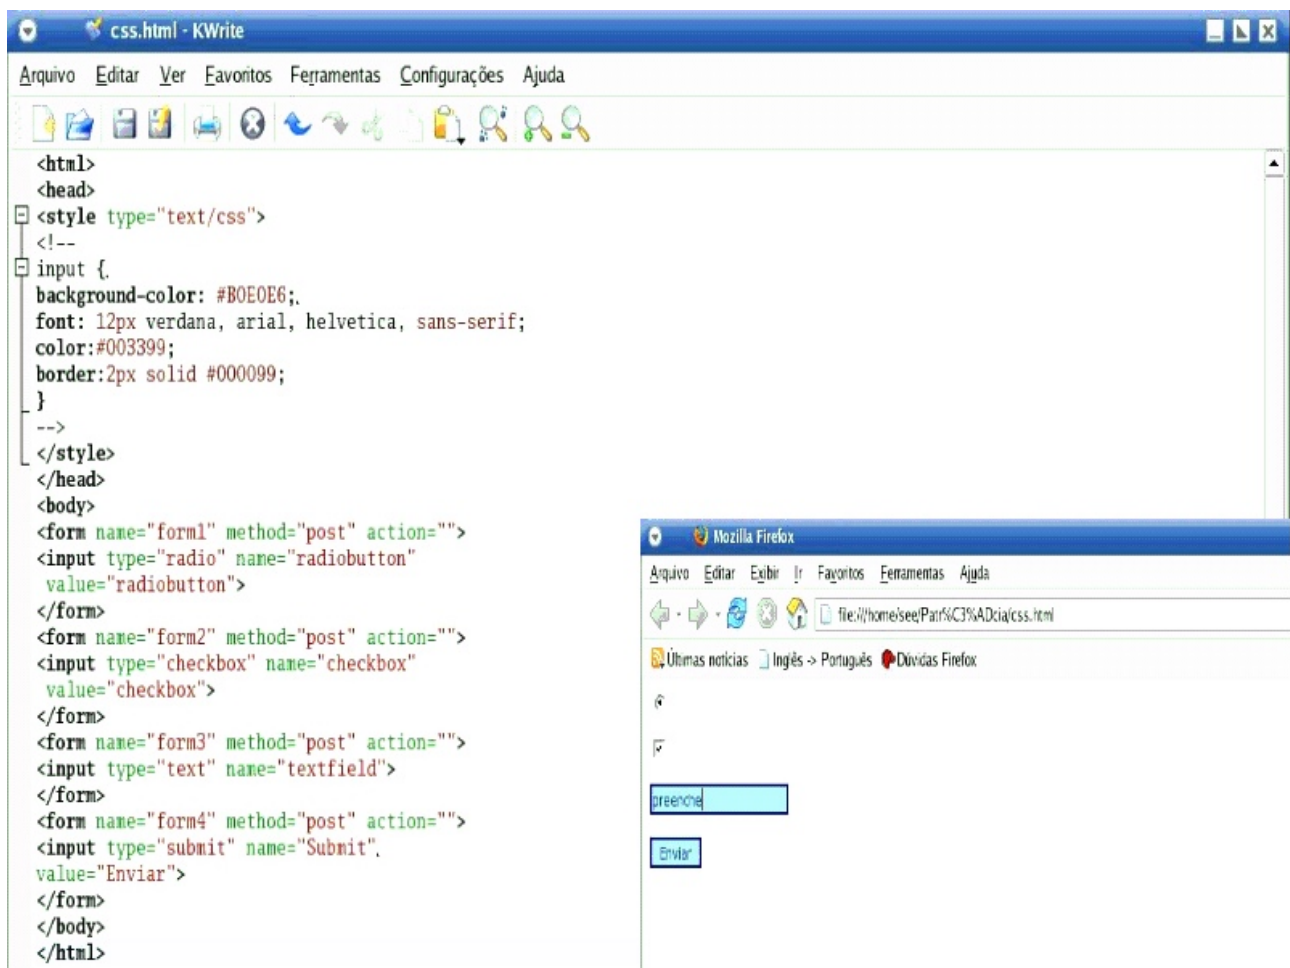 css.html - KWrite
Arquivo Editar Ver Favoritos Ferramentas Configurações Ajuda
<html>
<head>
<style type="text/css">
<!--
input {
background-color: #B0E0E6;
font: 12px verdana, arial, helvetica, sans-serif;
color:#003399;
border:2px solid #000099;
}
-->
</style>
</head>
<body>
<form name="form1" method="post" action="">
<input type="radio" name="radiobutton"
value="radiobutton">
</form>
<form name="form2" method="post" action="">
<input type="checkbox" name="checkbox"
value="checkbox">
</form>
<form name="form3" method="post" action="">
<input type="text" name="textfield">
</form>
<form name="form4" method="post" action="">
<input type="submit" name="Submit"
value="Enviar">
</form>
</body>
</html>
Mozilla Firefox
Arquivo Editar Exibir Ir Favoritos Ferramentas Ajuda
file:///home/see/Patr%C3%ADcia/css.html
Últimas notícias Inglês -> Português Dúvidas Firefox
preenche
Enviar